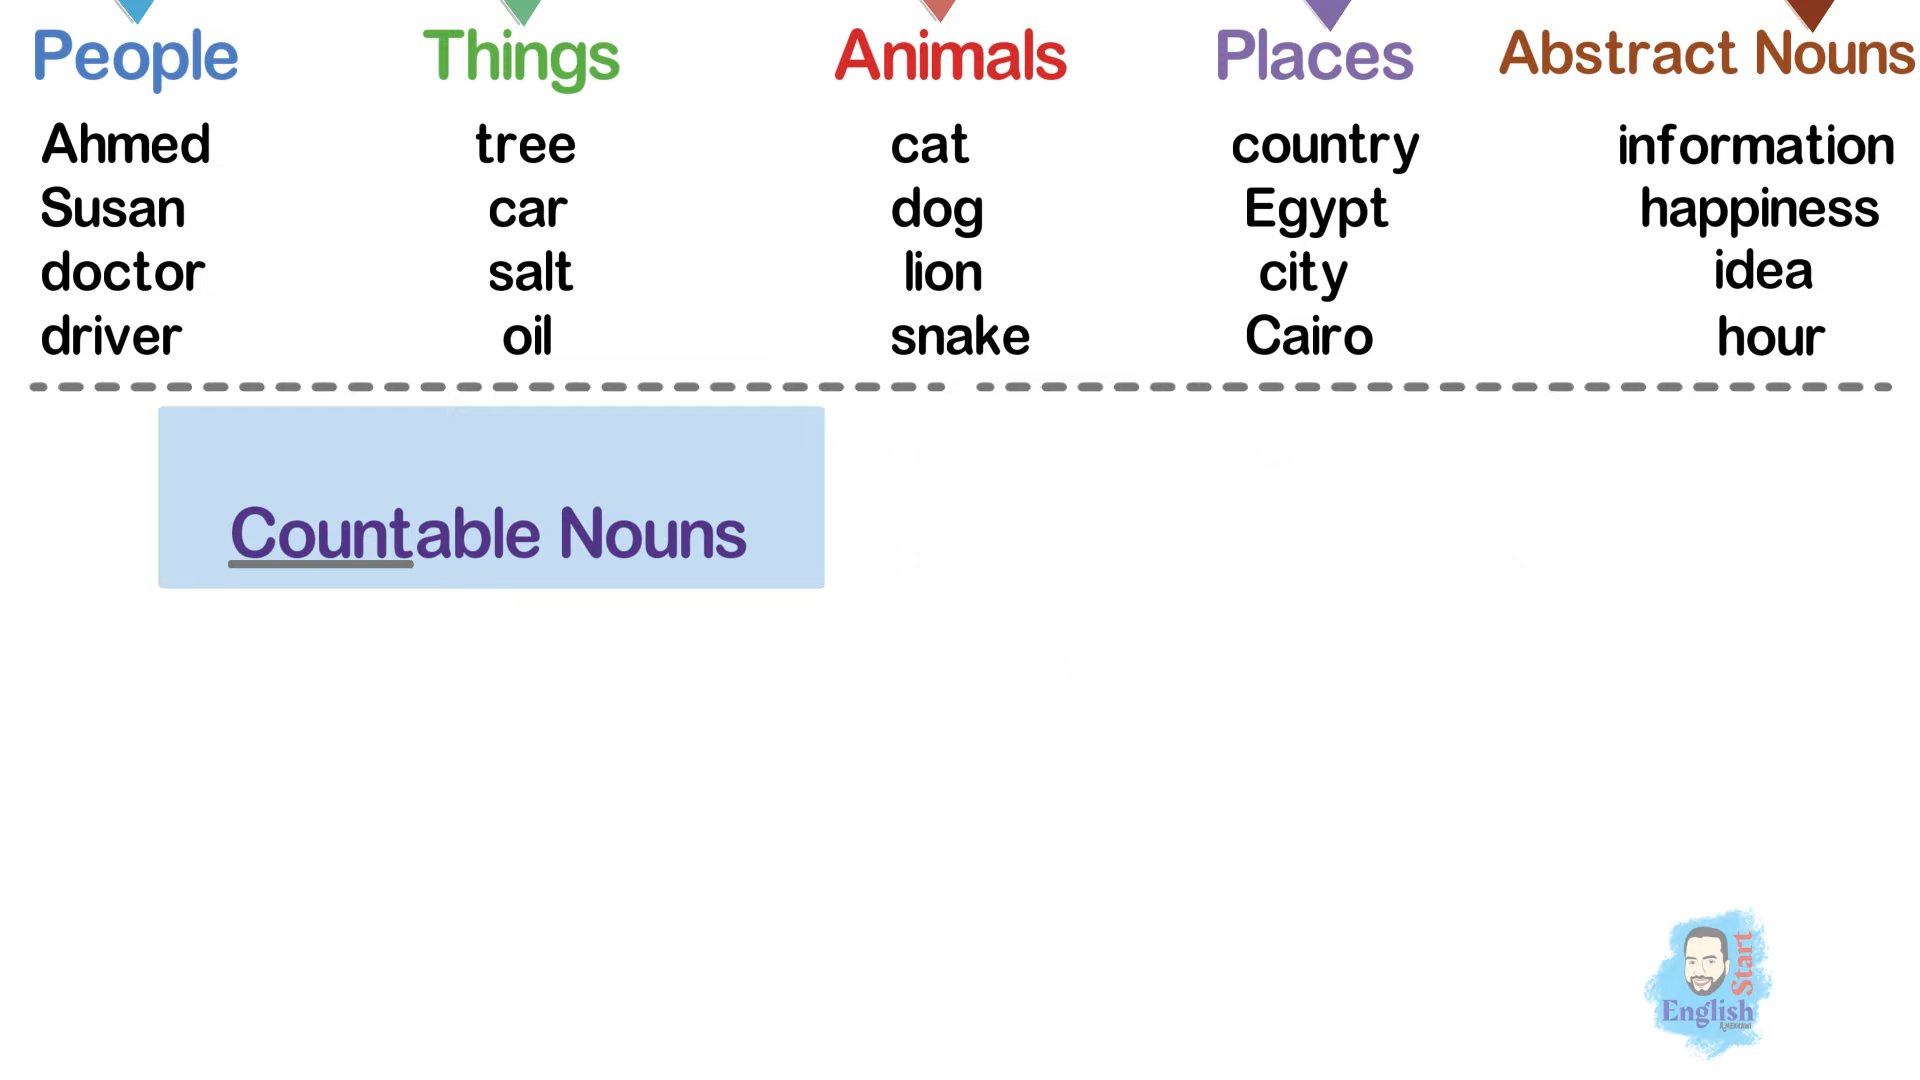 People Things Animals Places Abstract Nouns
Ahmed tree cat country information
Susan car dog Egypt happiness
doctor salt lion city idea
driver oil snake Cairo hour
Countable Nouns
Start
English
A.MEKKAWI